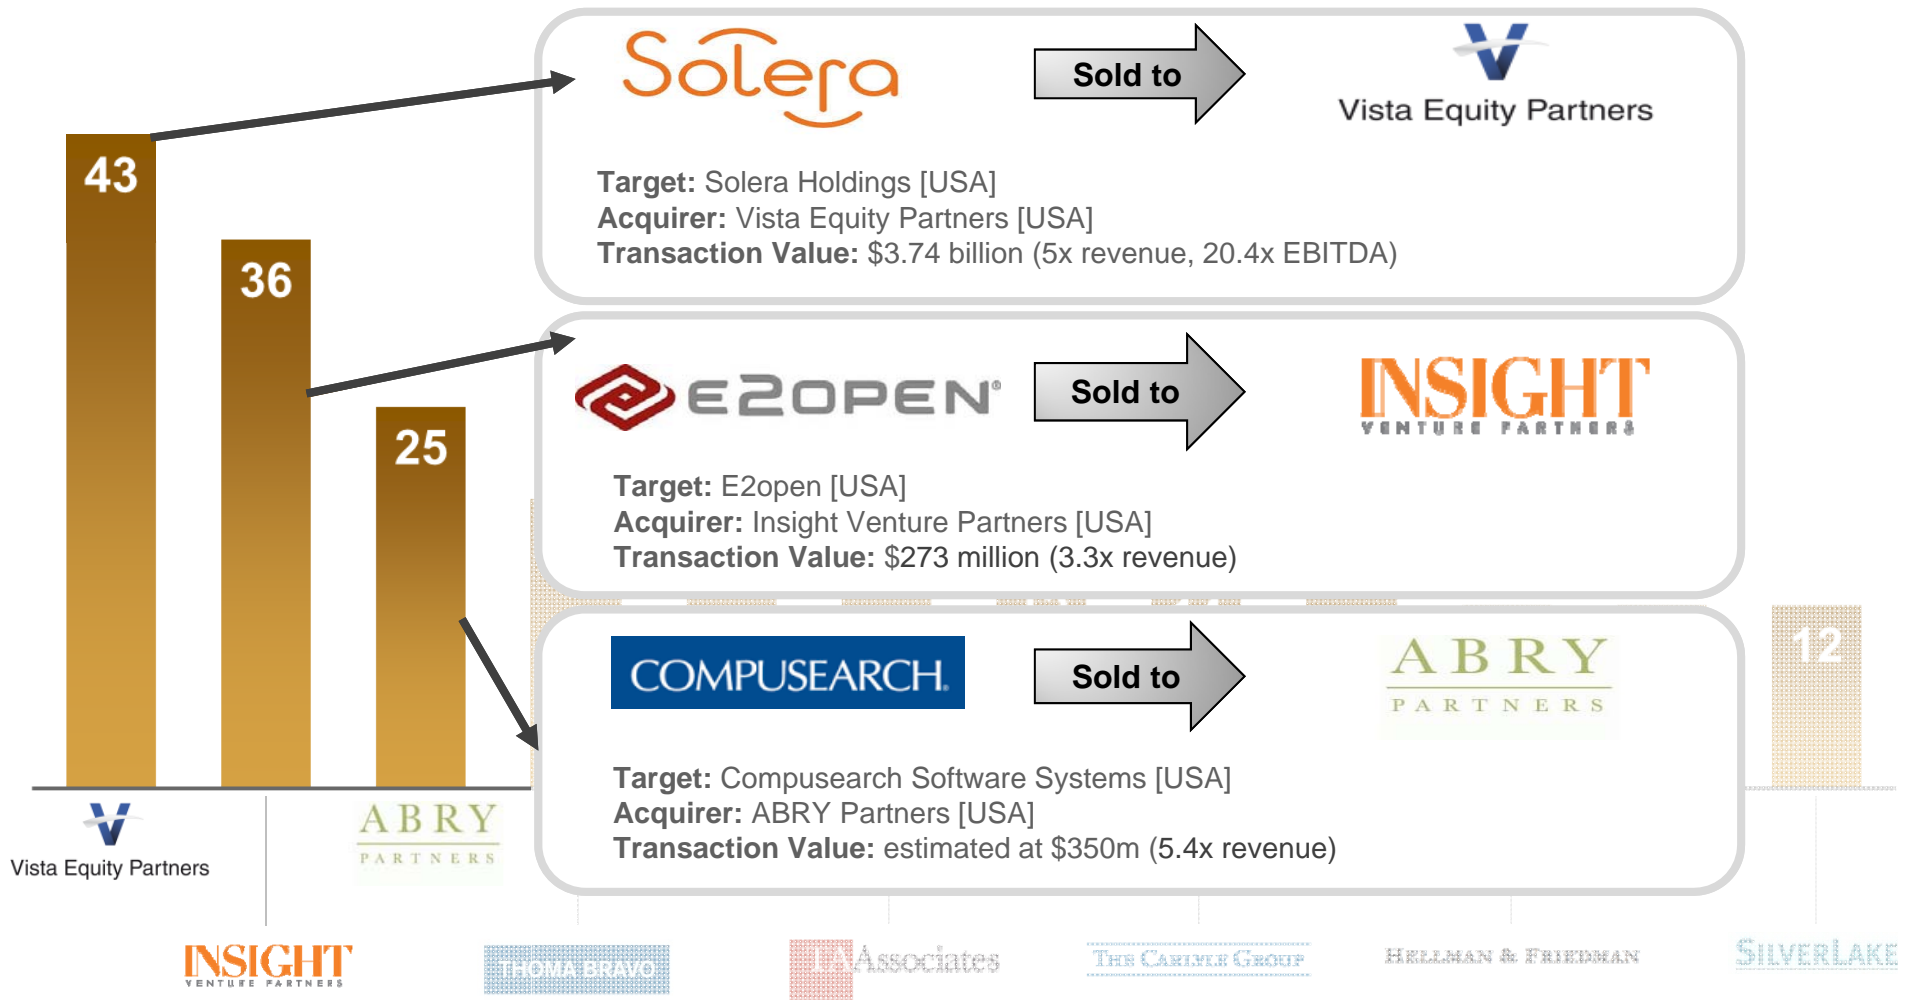 43
36
25
12
Solera
Sold to
Vista Equity Partners
Target: Solera Holdings [USA]
Acquirer: Vista Equity Partners [USA]
Transaction Value: $3.74 billion (5x revenue, 20.4x EBITDA)
E2OPEN®
Sold to
INSIGHT
VENTURE PARTNERS
Target: E2open [USA]
Acquirer: Insight Venture Partners [USA]
Transaction Value: $273 million (3.3x revenue)
COMPUSEARCH.
Sold to
ABRY
PARTNERS
Target: Compusearch Software Systems [USA]
Acquirer: ABRY Partners [USA]
Transaction Value: estimated at $350m (5.4x revenue)
Vista Equity Partners
ABRY
PARTNERS
INSIGHT
VENTURE PARTNERS
THOMA BRAVO
TA Associates
THE CARLYLE GROUP
HELLMAN & FRIEDMAN
SILVERLAKE